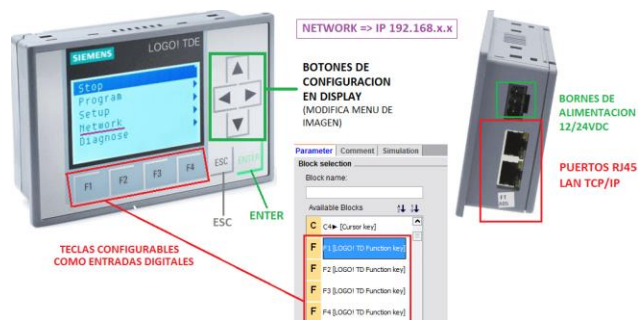 NETWORK => IP 192.168.x.x
SIEMENS
LOGO! TDE
Stop
Program
Setup
Network
Diagnose
F1
F2
F3
F4
ESC
ENTER
ESC
ENTER
TECLAS CONFIGURABLES
COMO ENTRADAS DIGITALES
BOTONES DE
CONFIGURACION
EN DISPLAY
(MODIFICA MENU DE
IMAGEN)
Parameter Comment Simulation
Block selection
Block name:
Available Blocks
C C4► [Cursor key]
F F1 [LOGO! TD Function key]
F F2 [LOGO! TD Function key]
F F3 [LOGO! TD Function key]
F F4 [LOGO! TD Function key]
BORNES DE
ALIMENTACION
12/24VDC
PUERTOS RJ45
LAN TCP/IP